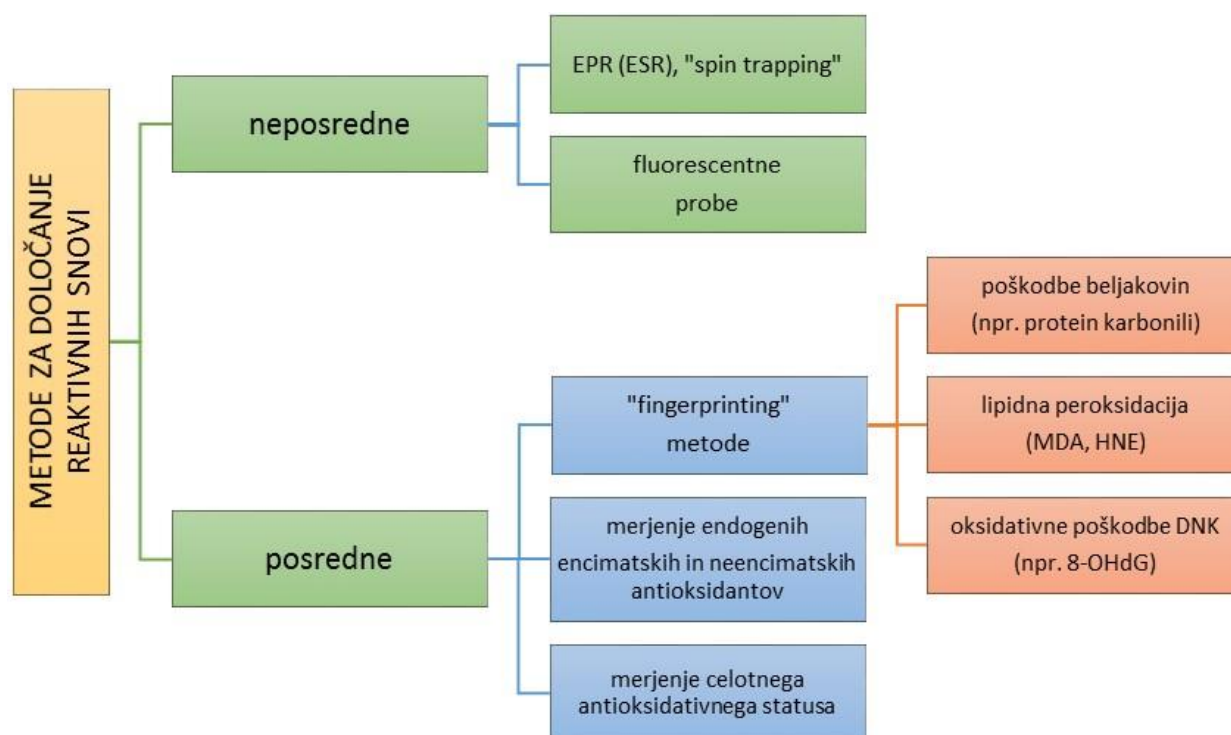 METODE ZA DOLOČANJE
REAKTIVNIH SNOVI
neposredne
EPR (ESR), "spin trapping"
fluorescentne
probe
posredne
"fingerprinting"
metode
poškodbe beljakovin
(npr. protein karbonili)
lipidna peroksidacija
(MDA, HNE)
oksidativne poškodbe DNK
(npr. 8-OHdG)
merjenje endogenih
encimatskih in neencimatskih
antioksidantov
merjenje celotnega
antioksidativnega statusa